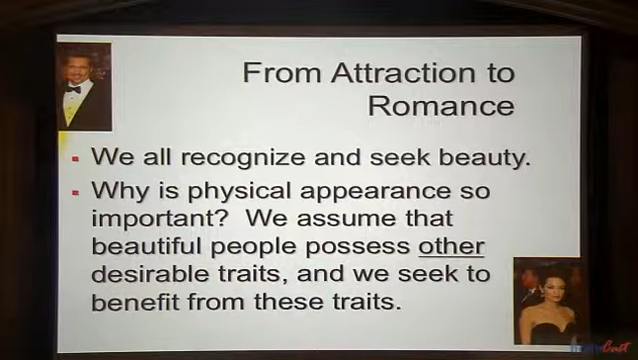 From Attraction to
Romance
We all recognize and seek beauty.
Why is physical appearance so
important? We assume that
beautiful people possess other
desirable traits, and we seek to
benefit from these traits.